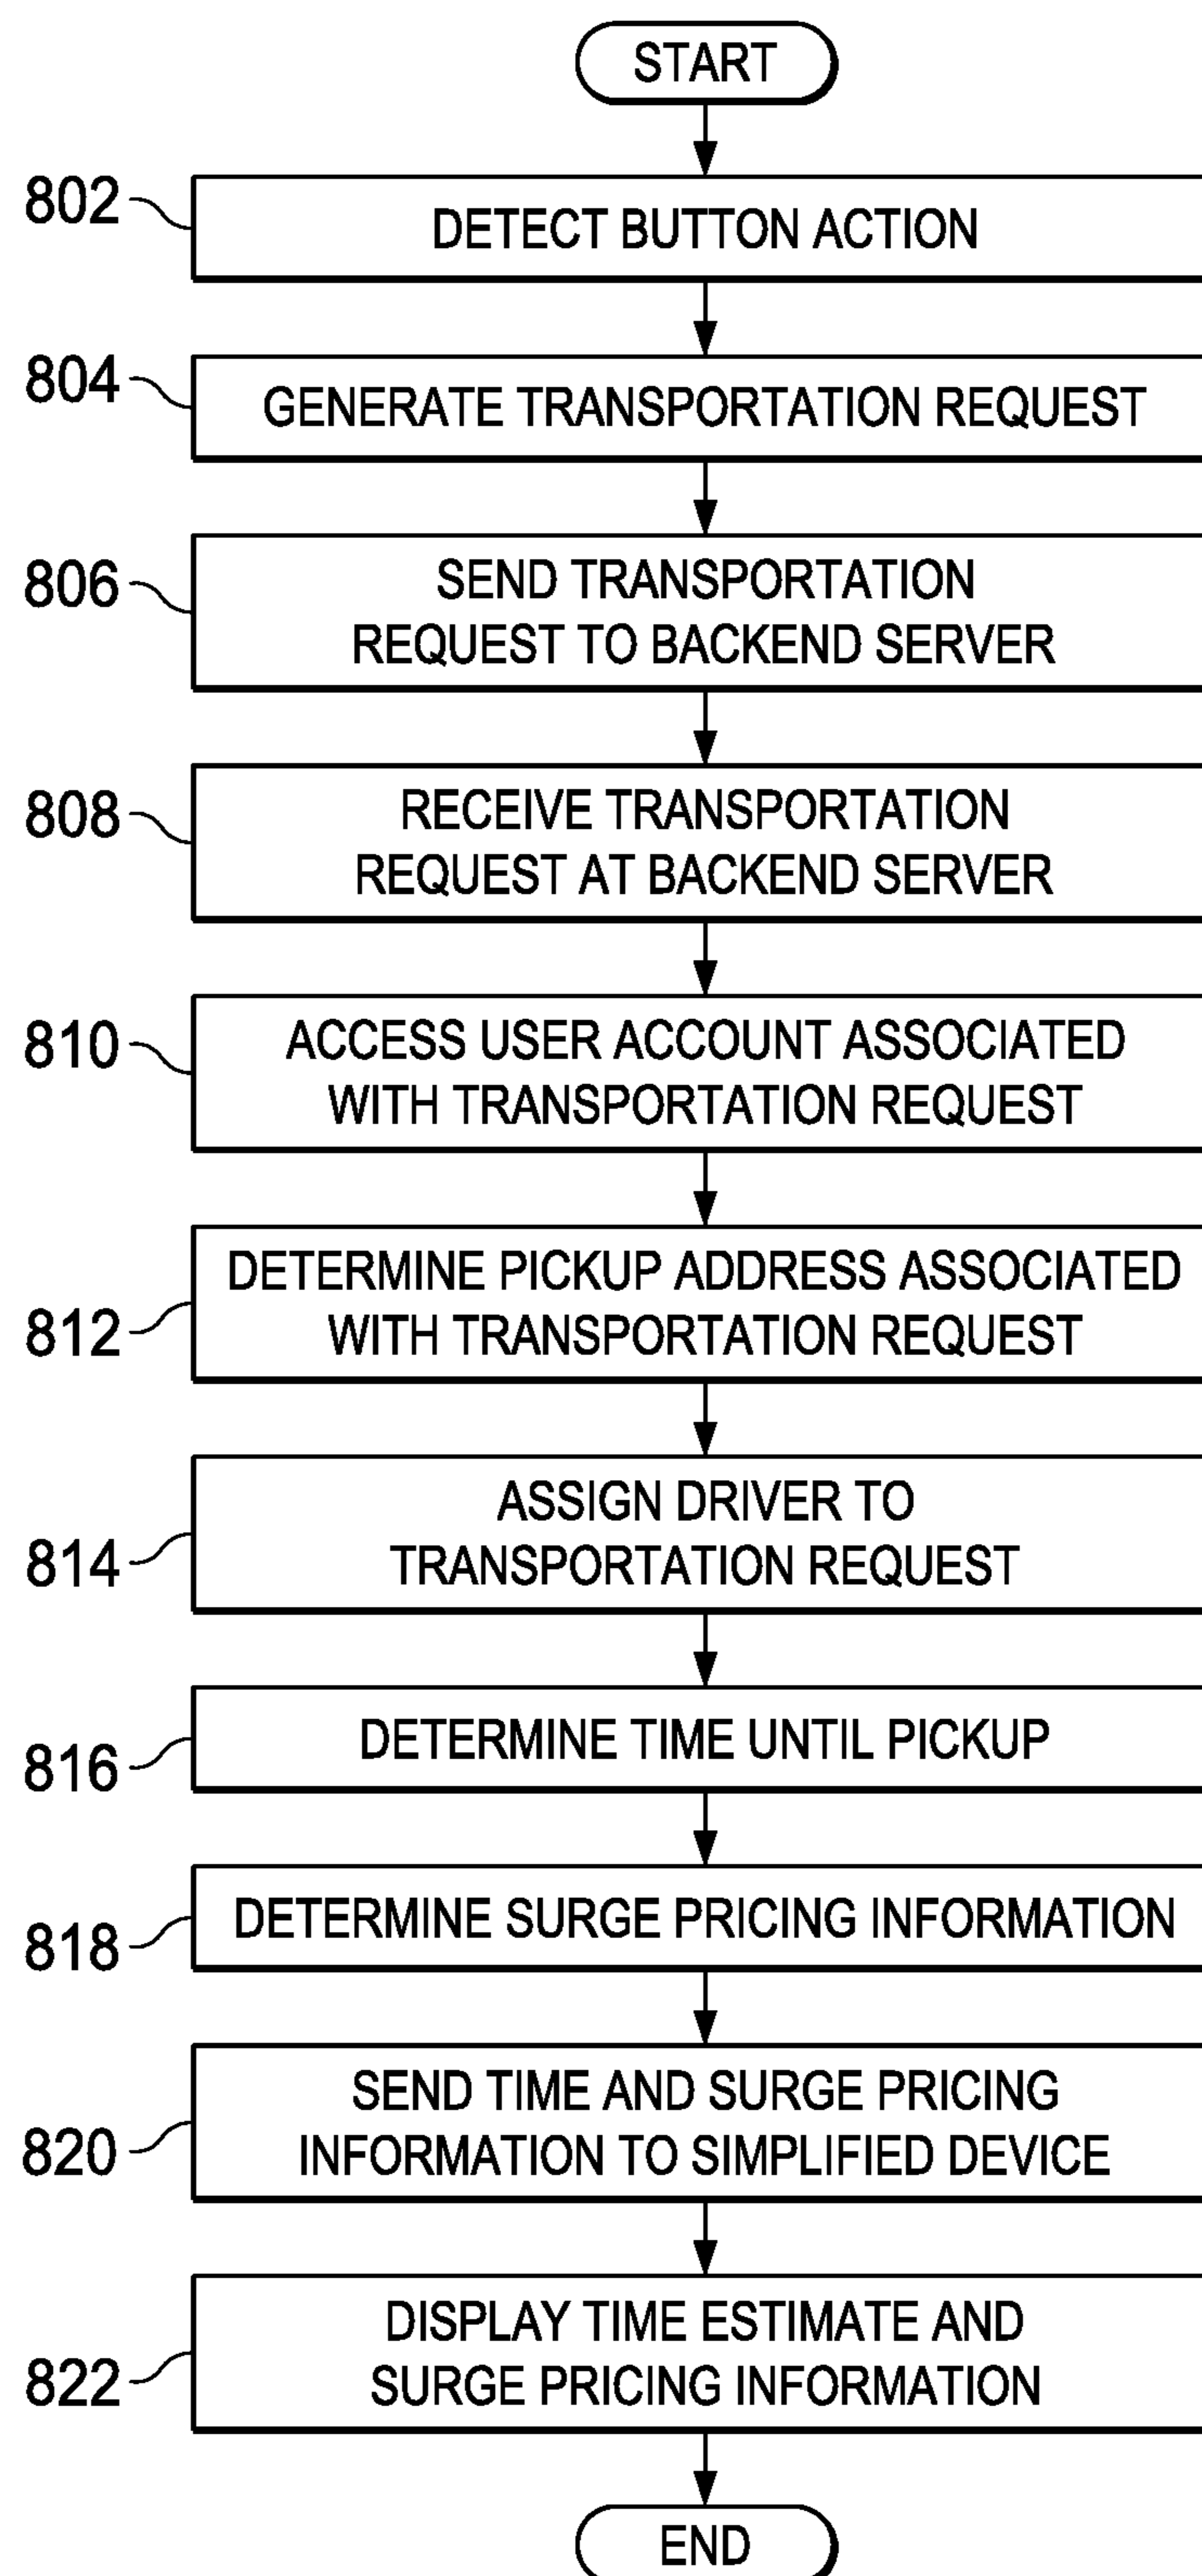 START
802
DETECT BUTTON ACTION
804
GENERATE TRANSPORTATION REQUEST
806
SEND TRANSPORTATION
REQUEST TO BACKEND SERVER
808
RECEIVE TRANSPORTATION
REQUEST AT BACKEND SERVER
810
ACCESS USER ACCOUNT ASSOCIATED
WITH TRANSPORTATION REQUEST
812
DETERMINE PICKUP ADDRESS ASSOCIATED
WITH TRANSPORTATION REQUEST
814
ASSIGN DRIVER TO
TRANSPORTATION REQUEST
816
DETERMINE TIME UNTIL PICKUP
818
DETERMINE SURGE PRICING INFORMATION
820
SEND TIME AND SURGE PRICING
INFORMATION TO SIMPLIFIED DEVICE
822
DISPLAY TIME ESTIMATE AND
SURGE PRICING INFORMATION
END